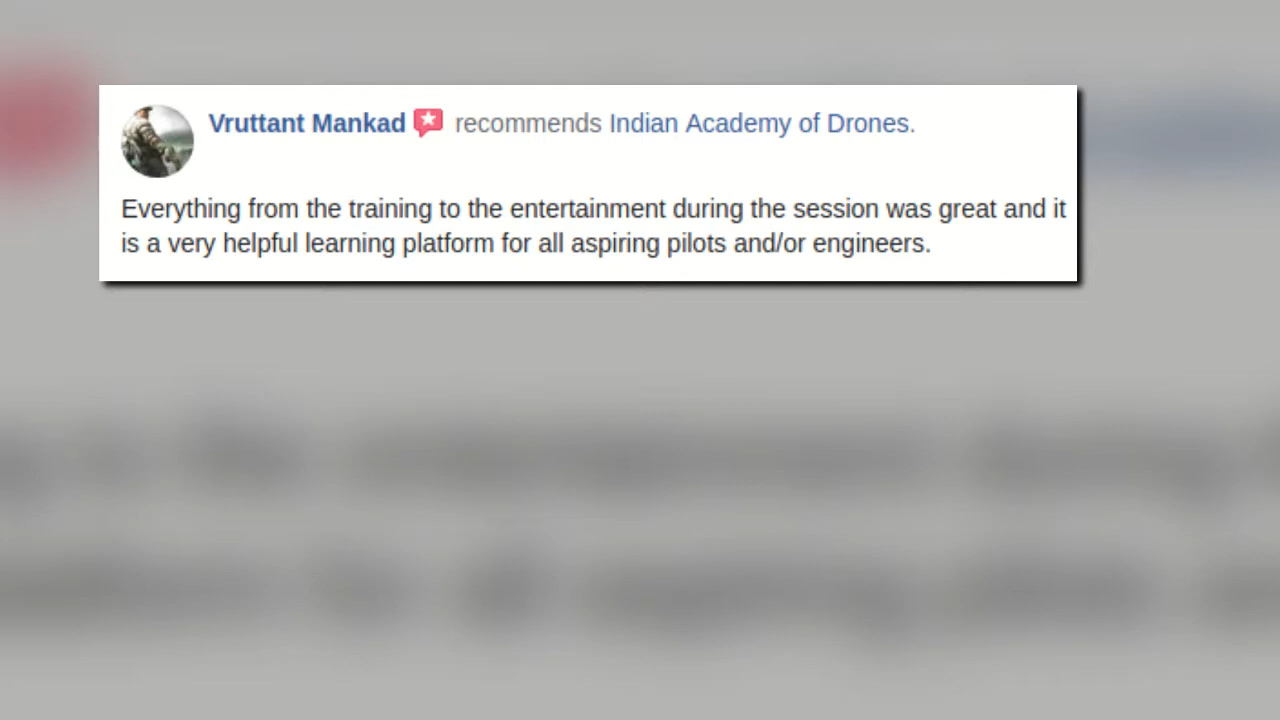 Vruttant Mankad recommends Indian Academy of Drones.
Everything from the training to the entertainment during the session was great and it
is a very helpful learning platform for all aspiring pilots and/or engineers.